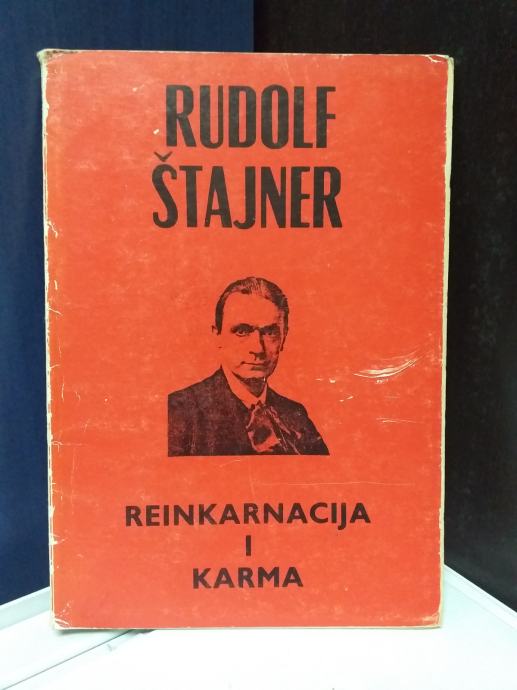 RUDOLF
ŠTAJNER
REINKARNACIJA
I
KARMA